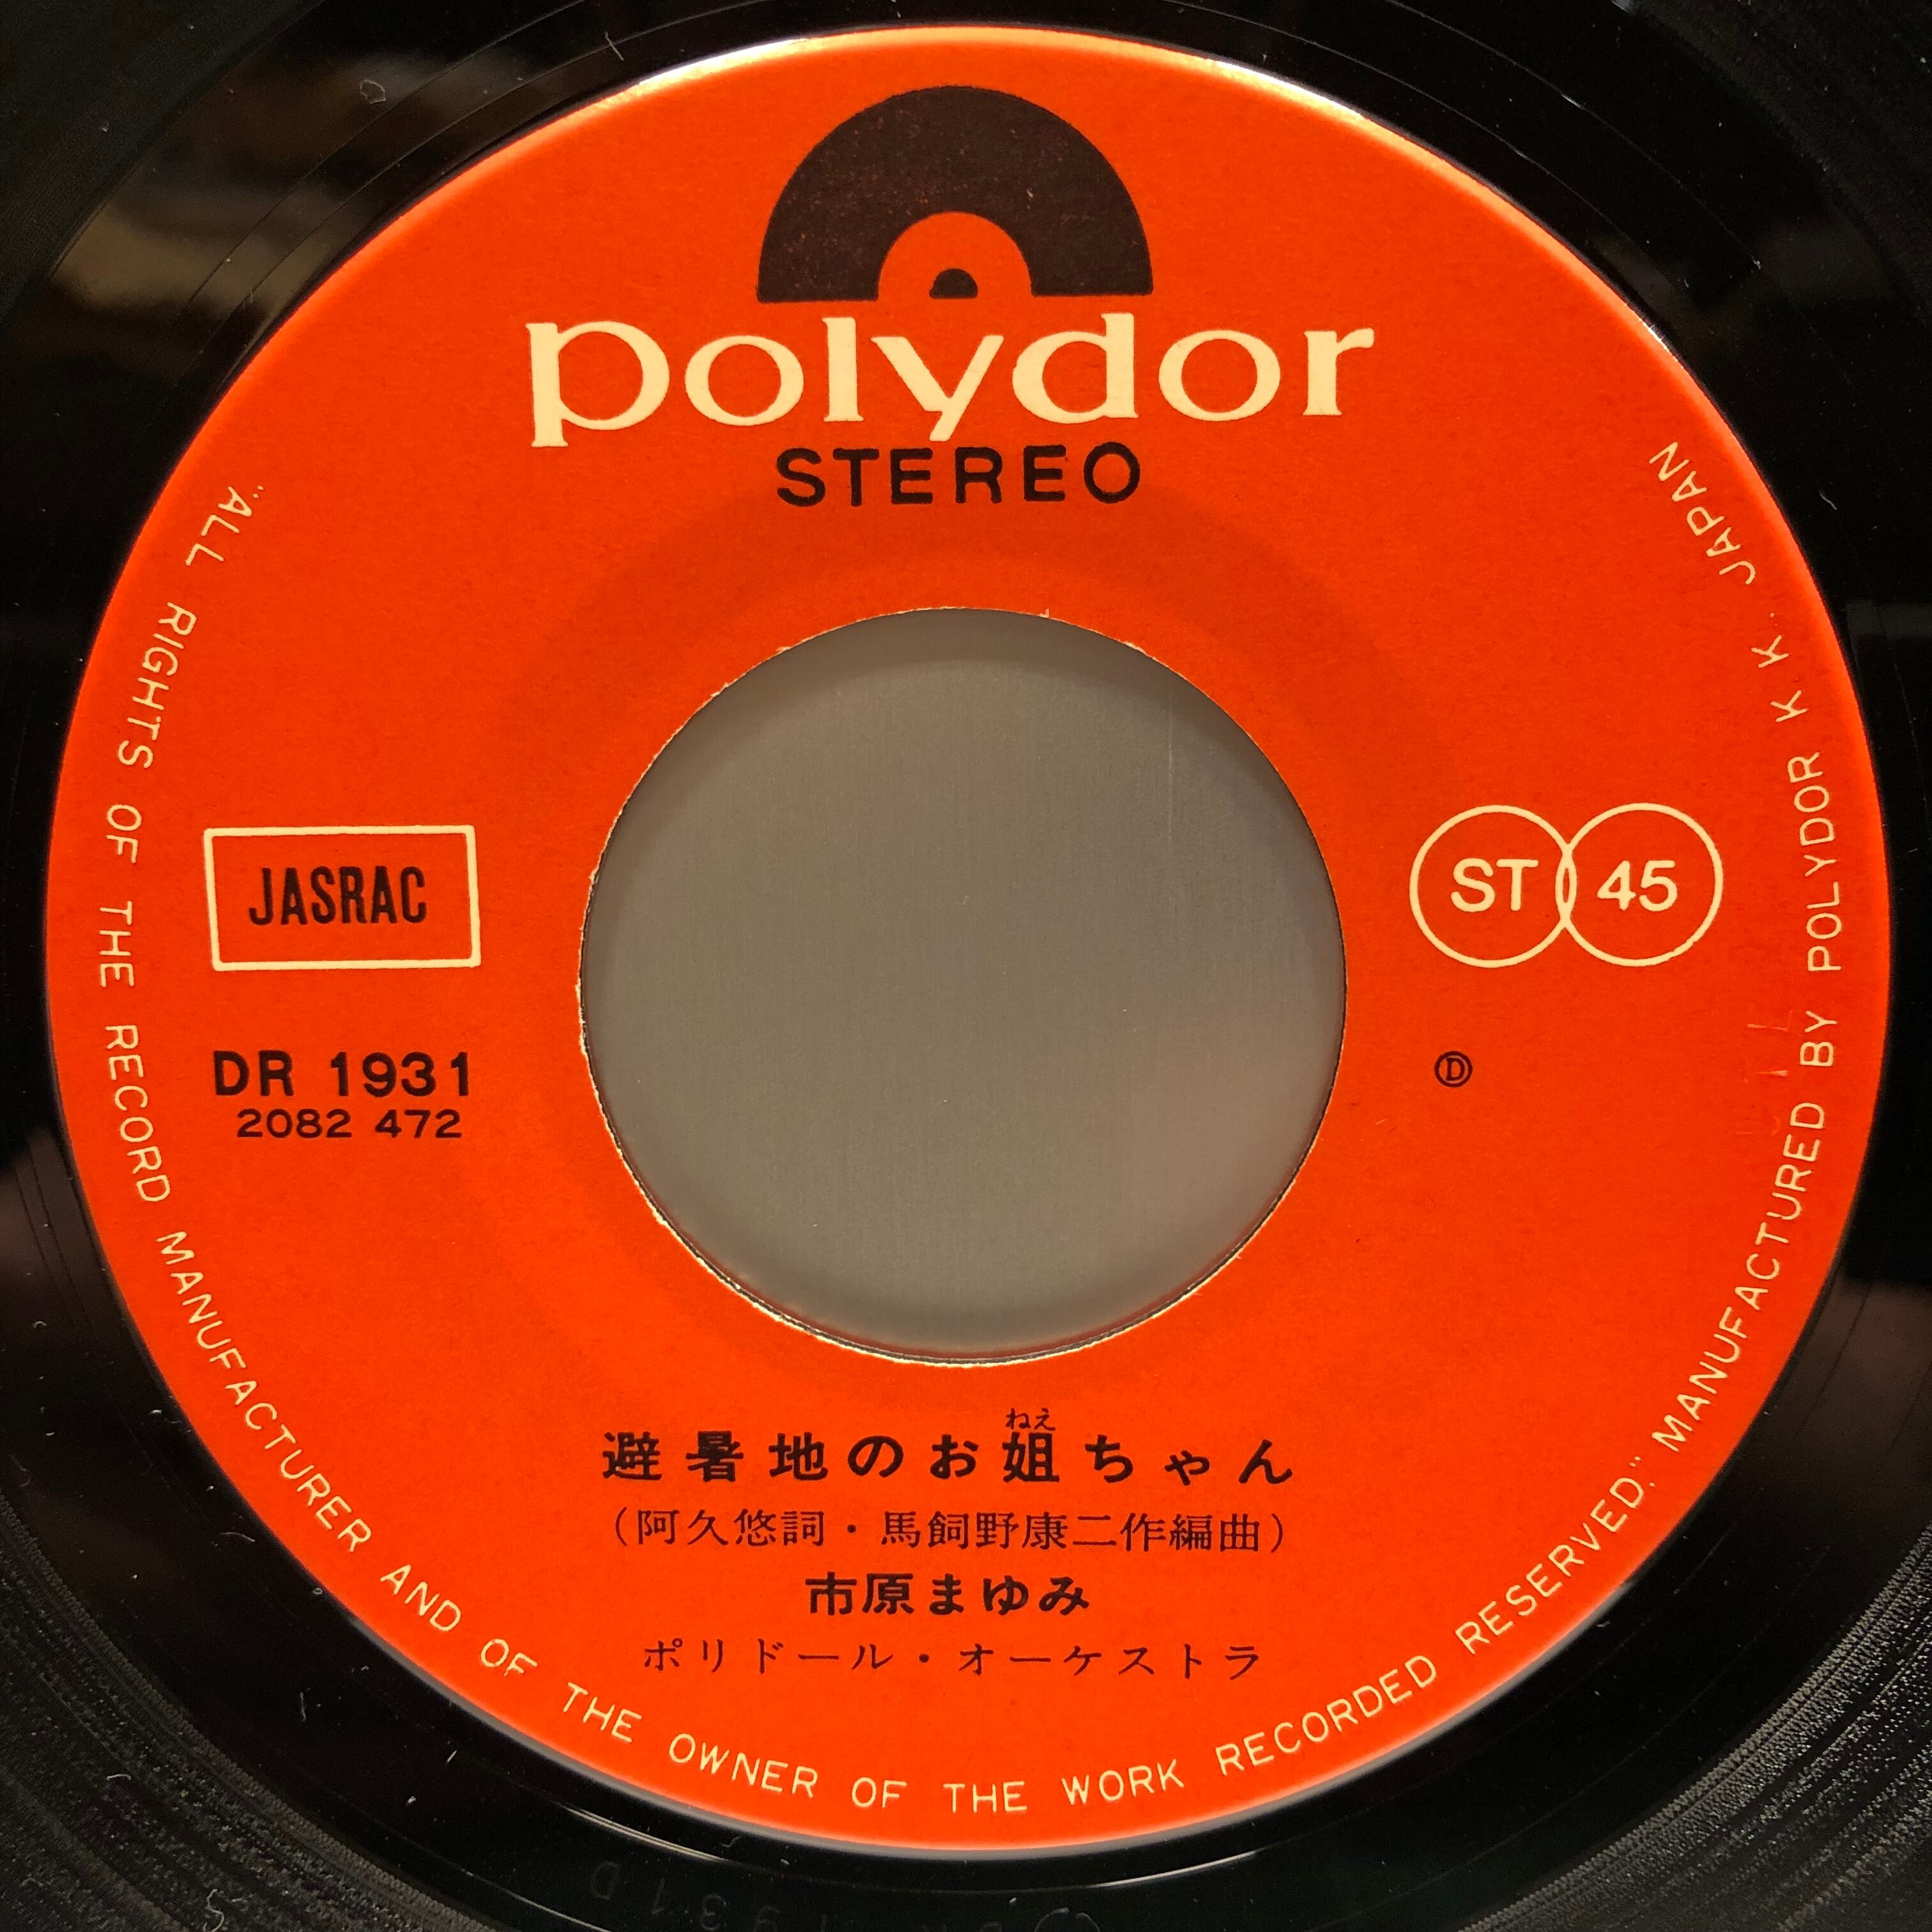 polydor
STEREO
JASRAC
ST 45
DR 1931
2082 472
Ⓓ
ねえ
避暑地のお姐ちゃん
（阿久悠詞・馬飼野康二作編曲）
市原まゆみ
ポリドール・オーケストラ
"ALL RIGHTS OF THE RECORD MANUFACTURER AND OF THE OWNER OF THE WORK RECORDED RESERVED." MANUFACTURED BY POLYDOR K.K. JAPAN